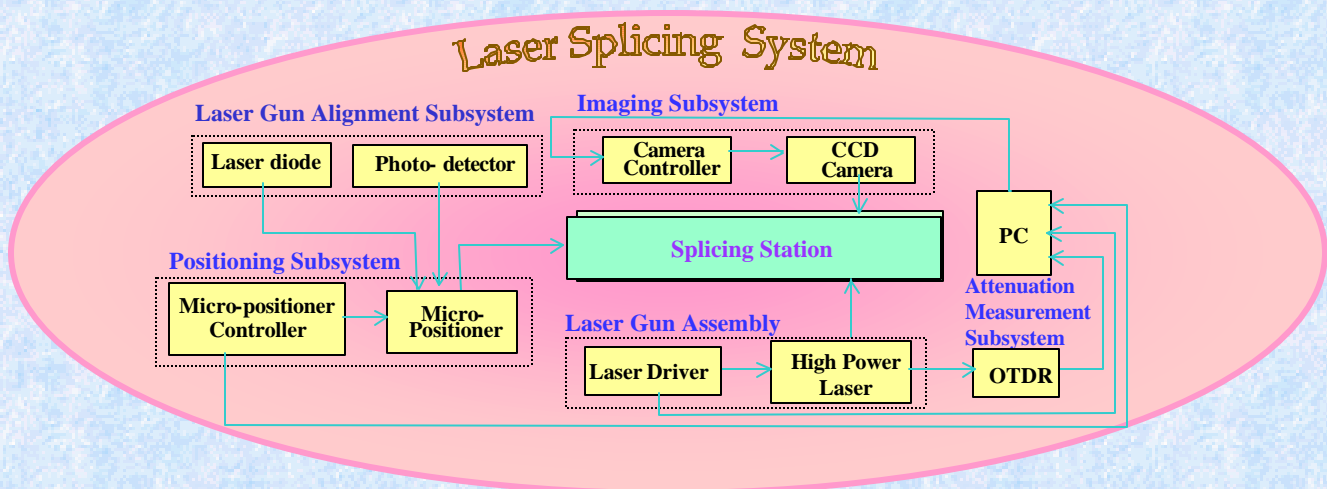 Laser Splicing System
Laser Gun Alignment Subsystem
Laser diode
Photo- detector
Imaging Subsystem
Camera
Controller
CCD
Camera
PC
Splicing Station
Positioning Subsystem
Micro-positioner
Controller
Micro-
Positioner
Attenuation
Measurement
Subsystem
Laser Gun Assembly
Laser Driver
High Power
Laser
OTDR